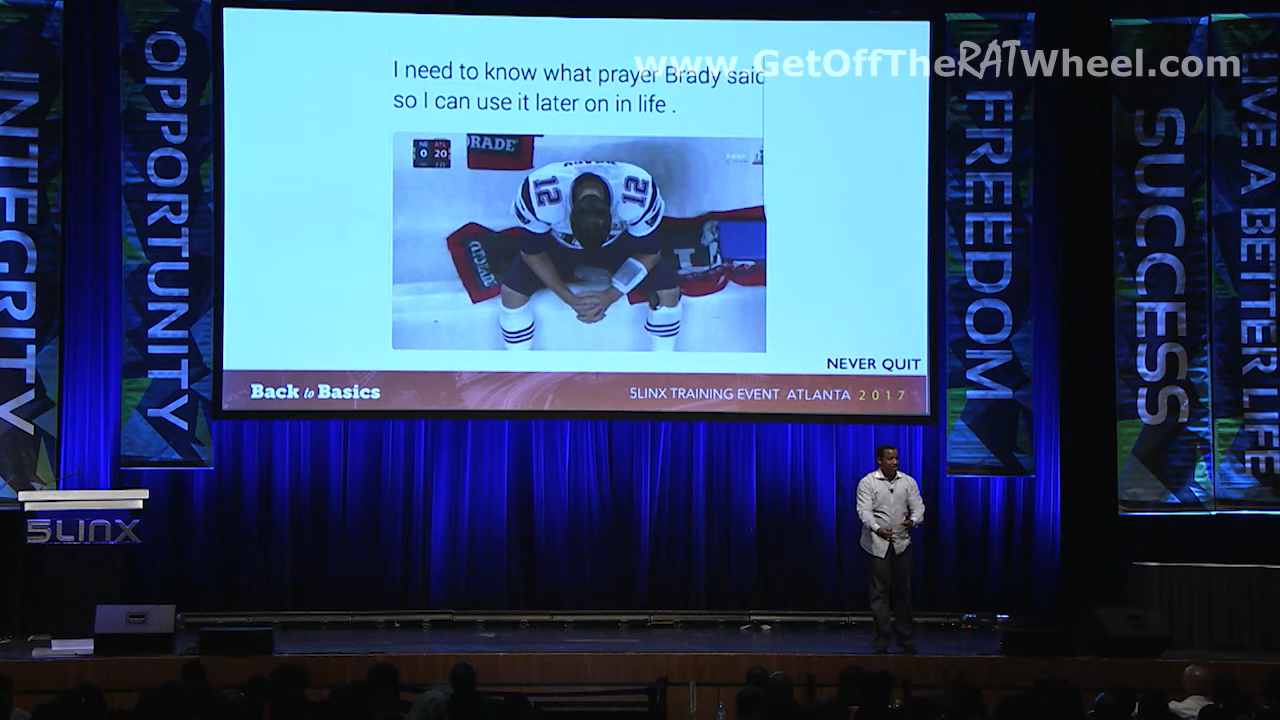 www.GetOffTheRATWheel.com
INTEGRITY
OPPORTUNITY
I need to know what prayer Brady said
so I can use it later on in life .
NE ATL
0 20
RADE
12 12
NEVER QUIT
Back to Basics
5LINX TRAINING EVENT ATLANTA 2017
FREEDOM
SUCCESS
LIVE A BETTER LIFE
5LINX